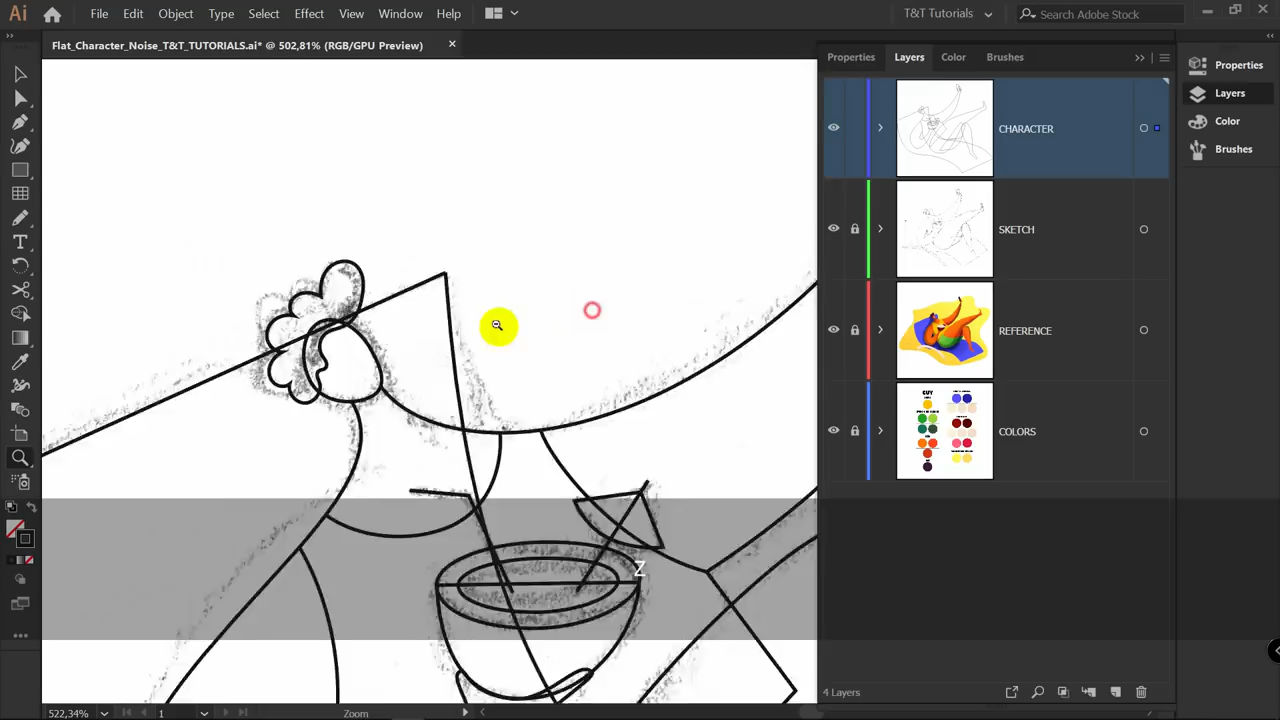 Ai File Edit Object Type Select Effect View Window Help T&T Tutorials Search Adobe Stock
Flat_Character_Noise_T&T_TUTORIALS.ai* @ 502,81% (RGB/GPU Preview)
Properties Layers Color Brushes
Properties
Layers
Color
Brushes
CHARACTER
SKETCH
REFERENCE
GUY
COLORS
Z
4 Layers
522,34% 1 Zoom